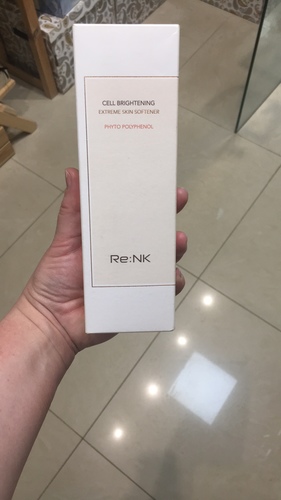 CELL BRIGHTENING
EXTREME SKIN SOFTENER
PHYTO POLYPHENOL
Re:NK